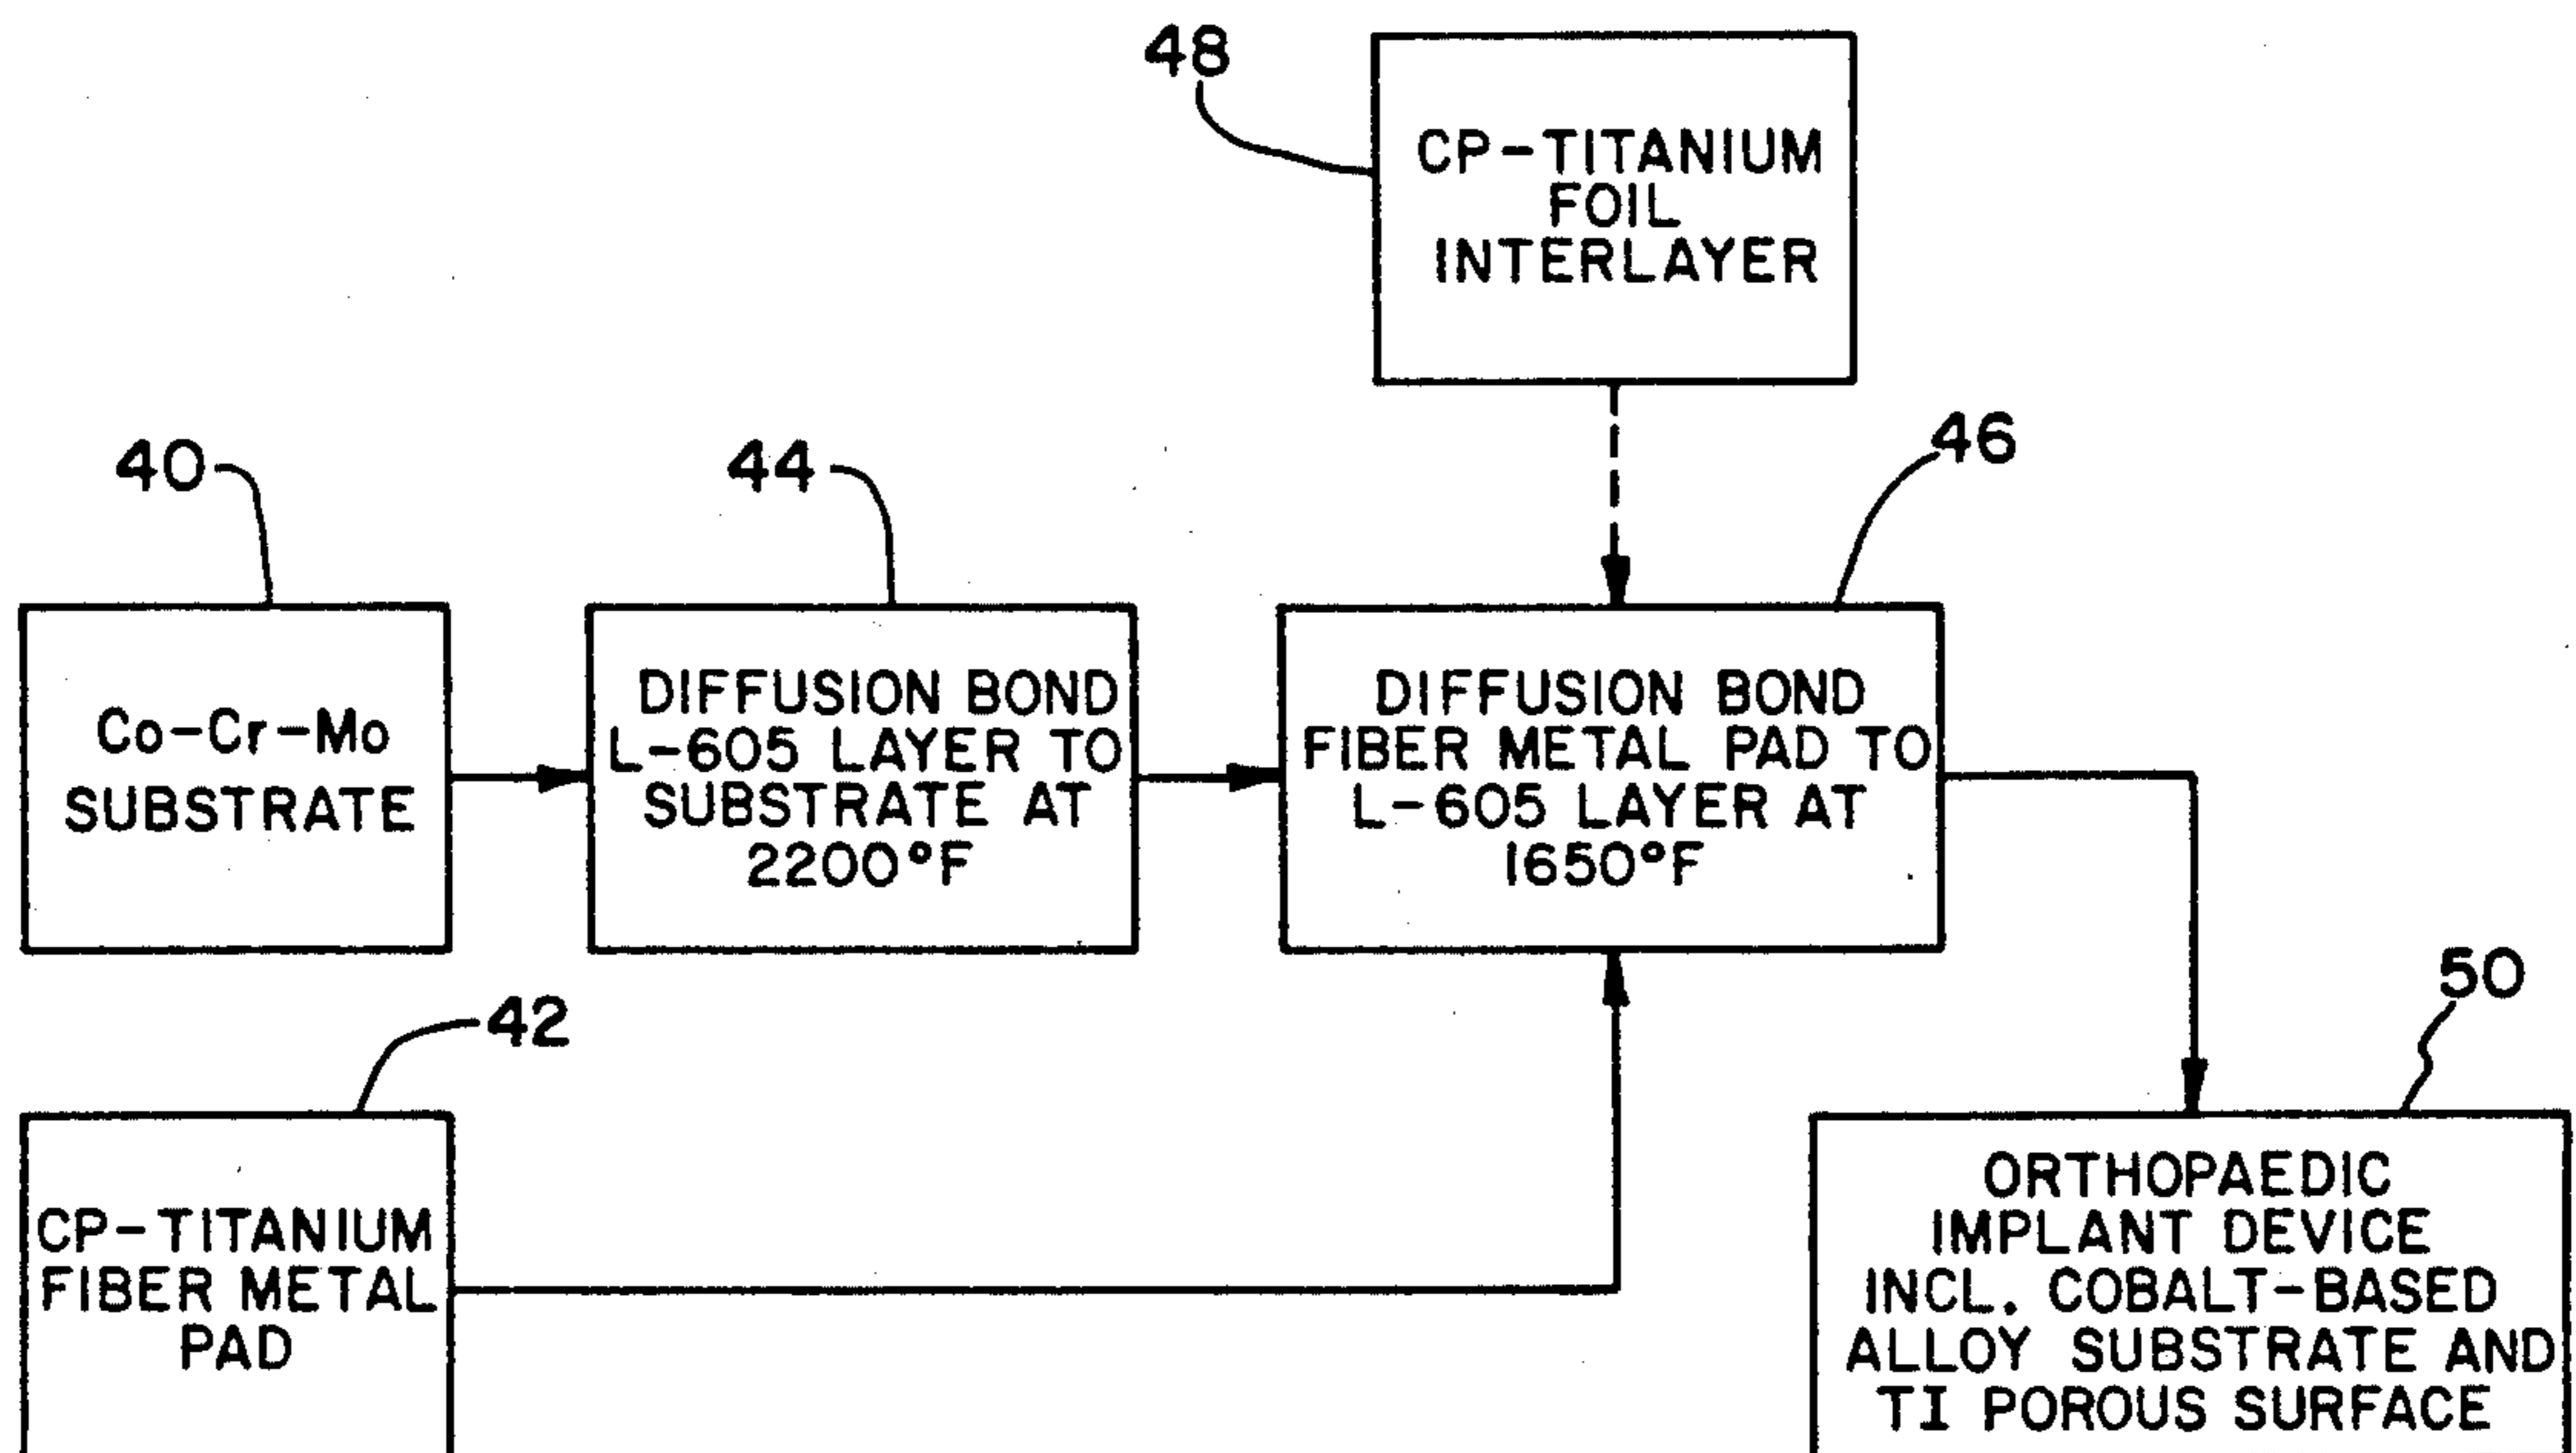 48
CP-TITANIUM
FOIL
INTERLAYER
40
44
46
Co-Cr-Mo
SUBSTRATE
DIFFUSION BOND
L-605 LAYER TO
SUBSTRATE AT
2200°F
DIFFUSION BOND
FIBER METAL PAD TO
L-605 LAYER AT
1650°F
42
50
CP-TITANIUM
FIBER METAL
PAD
ORTHOPAEDIC
IMPLANT DEVICE
INCL. COBALT-BASED
ALLOY SUBSTRATE AND
TI POROUS SURFACE